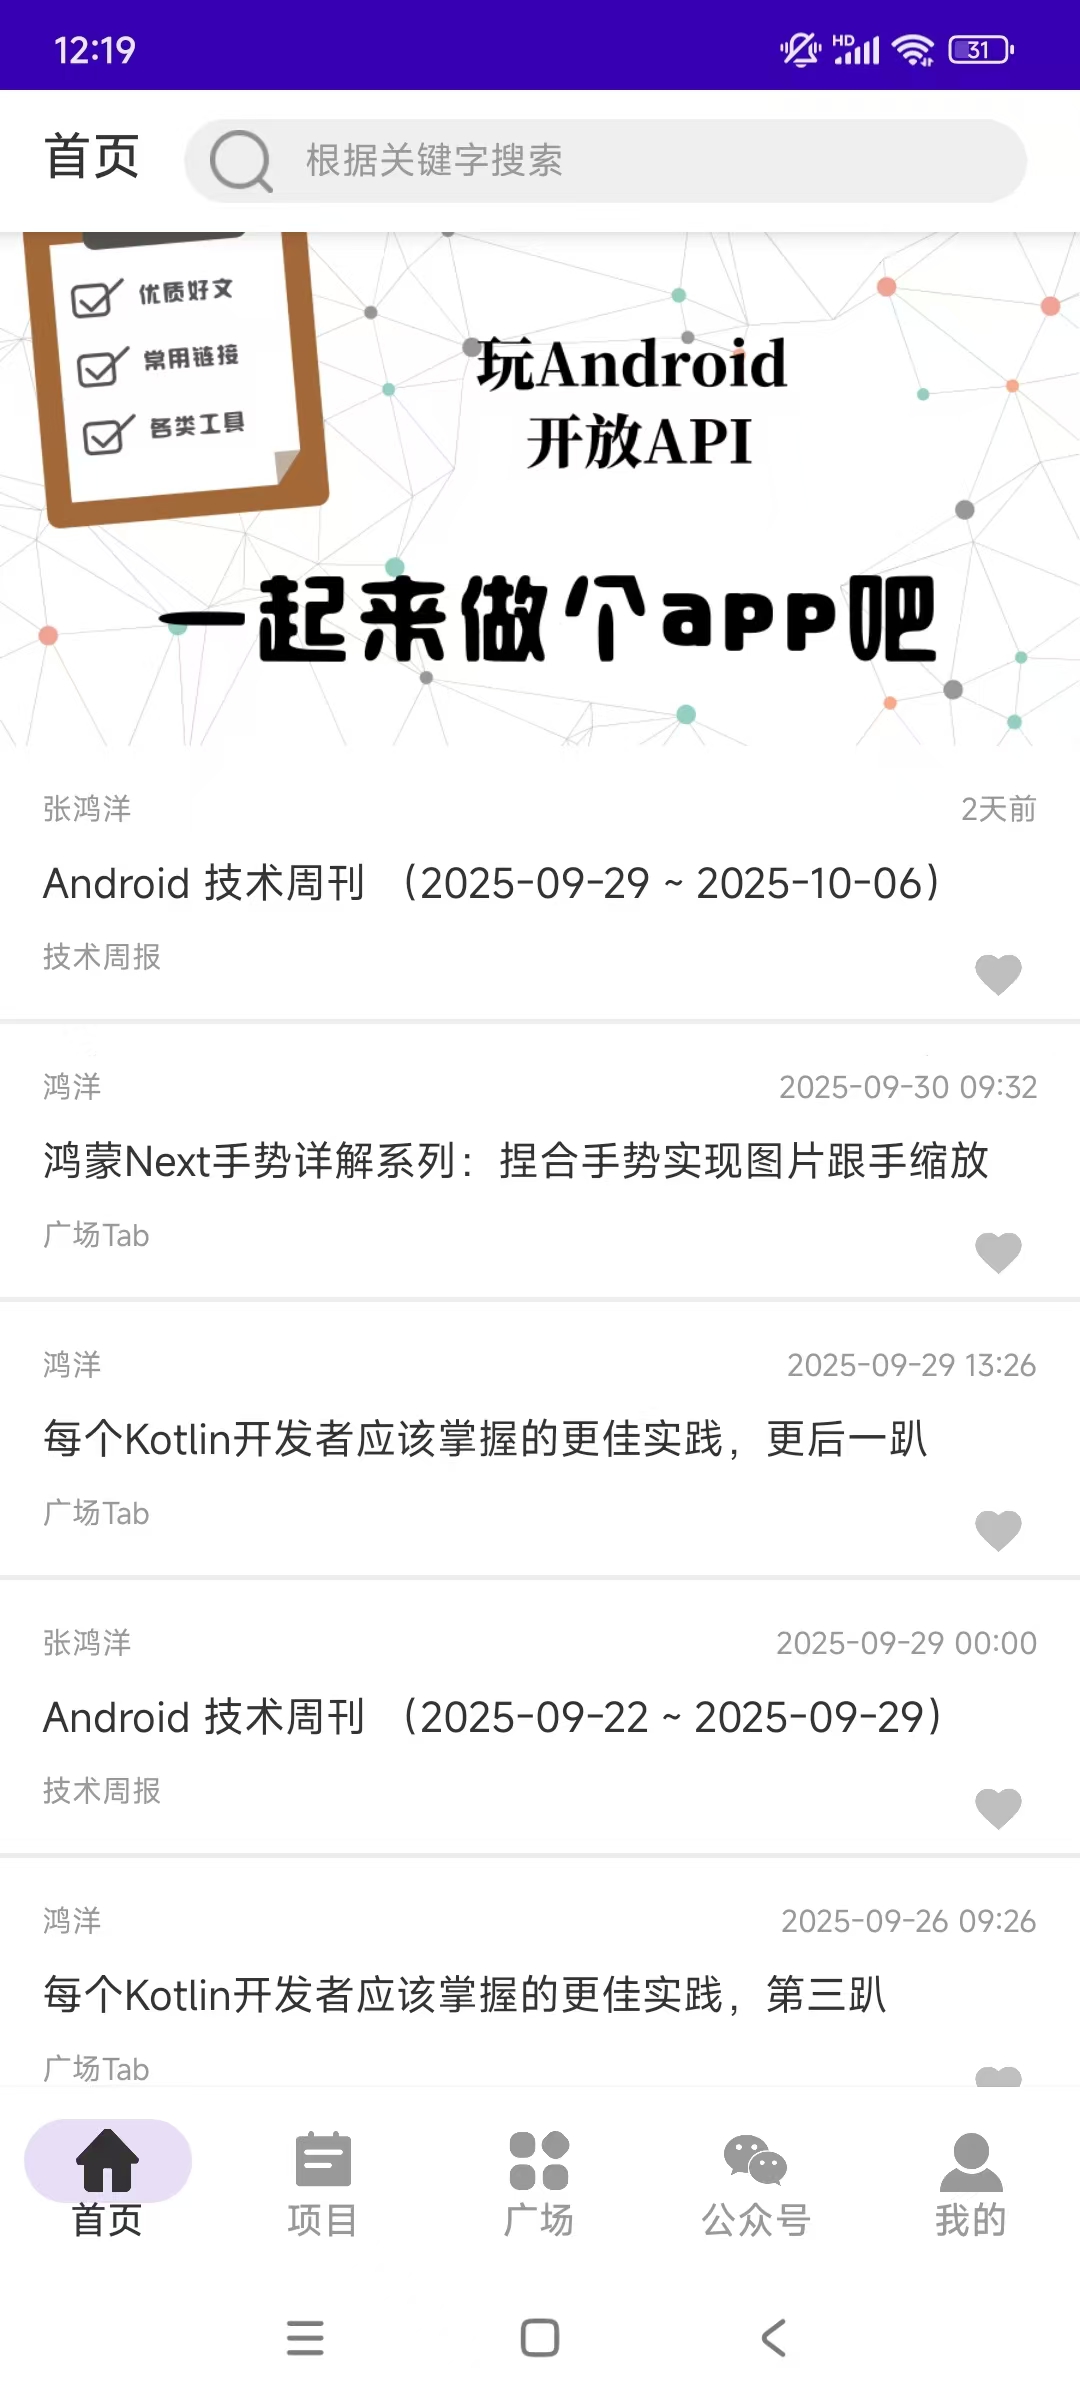 12:19
HD
31
首页
根据关键字搜索
优质好文
常用链接
各类工具
玩Android
开放API
一起来做个app吧
张鸿洋
2天前
Android 技术周刊 （2025-09-29 ~ 2025-10-06）
技术周报
鸿洋
2025-09-30 09:32
鸿蒙Next手势详解系列：捏合手势实现图片跟手缩放
广场Tab
鸿洋
2025-09-29 13:26
每个Kotlin开发者应该掌握的更佳实践，更后一趴
广场Tab
张鸿洋
2025-09-29 00:00
Android 技术周刊 （2025-09-22 ~ 2025-09-29）
技术周报
鸿洋
2025-09-26 09:26
每个Kotlin开发者应该掌握的更佳实践，第三趴
广场Tab
首页
项目
广场
公众号
我的